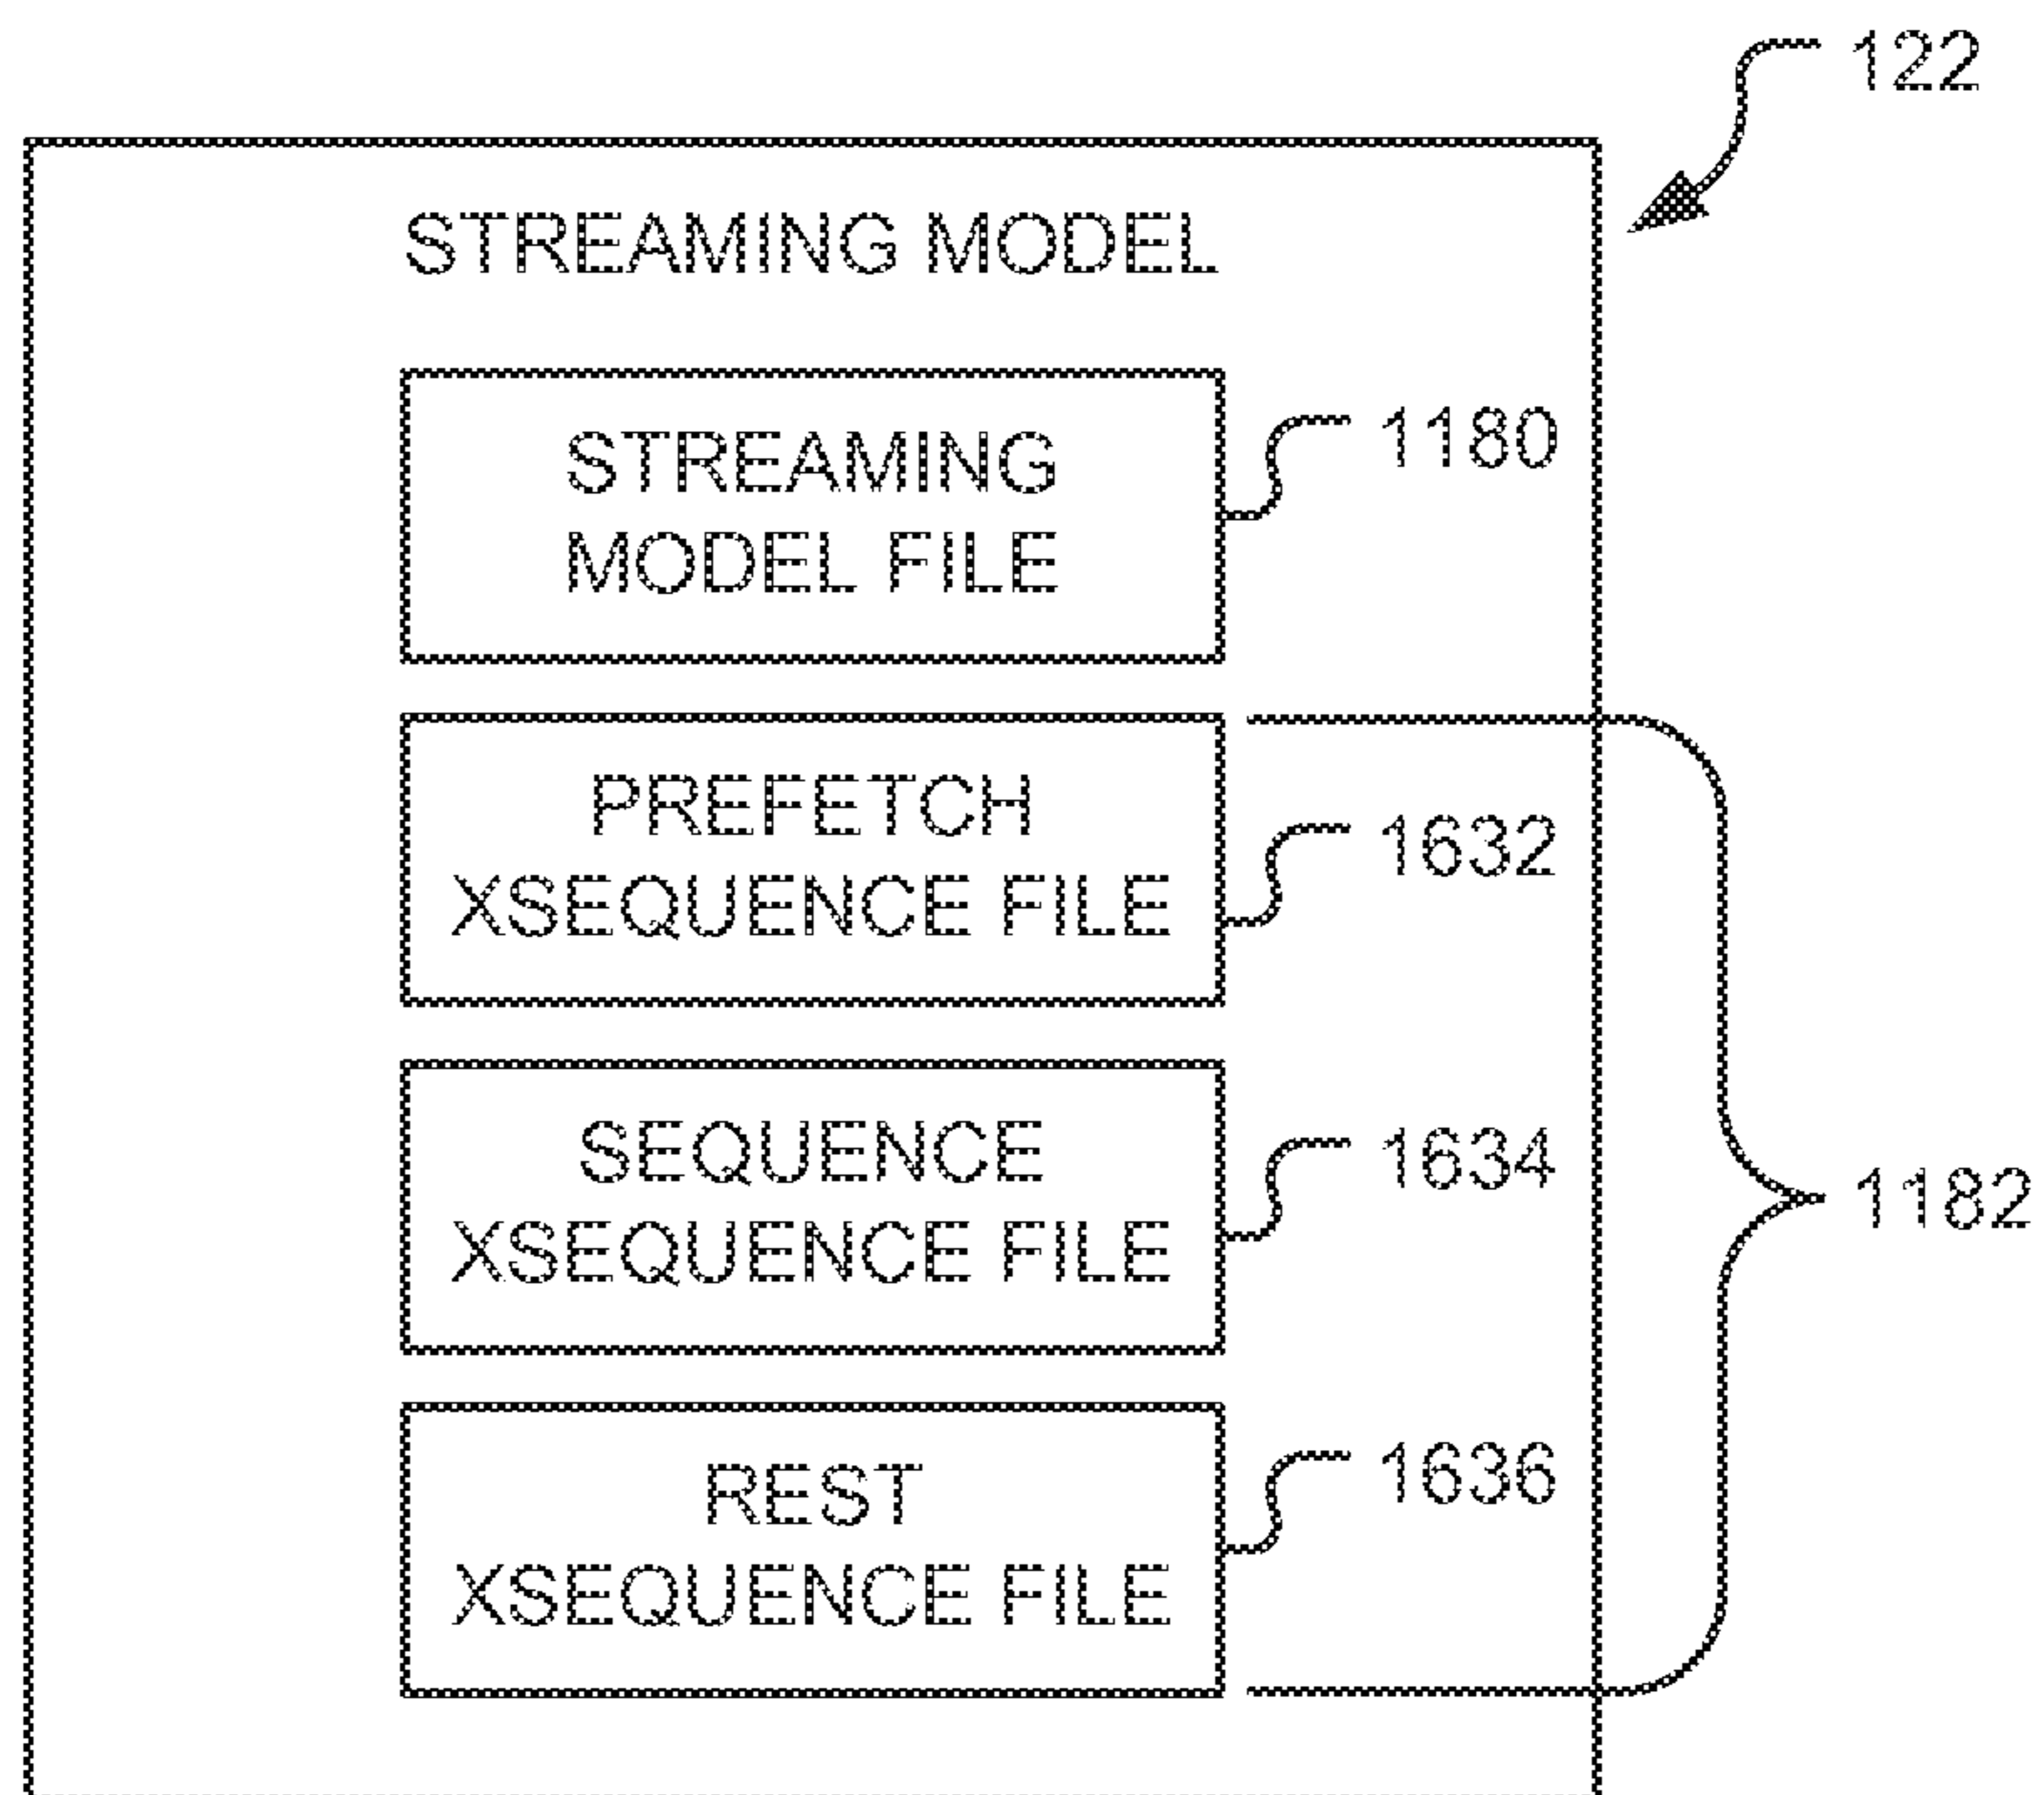 122
STREAMING MODEL
STREAMING
MODEL FILE
1180
PREFETCH
XSEQUENCE FILE
1632
SEQUENCE
XSEQUENCE FILE
1634
1182
REST
XSEQUENCE FILE
1636